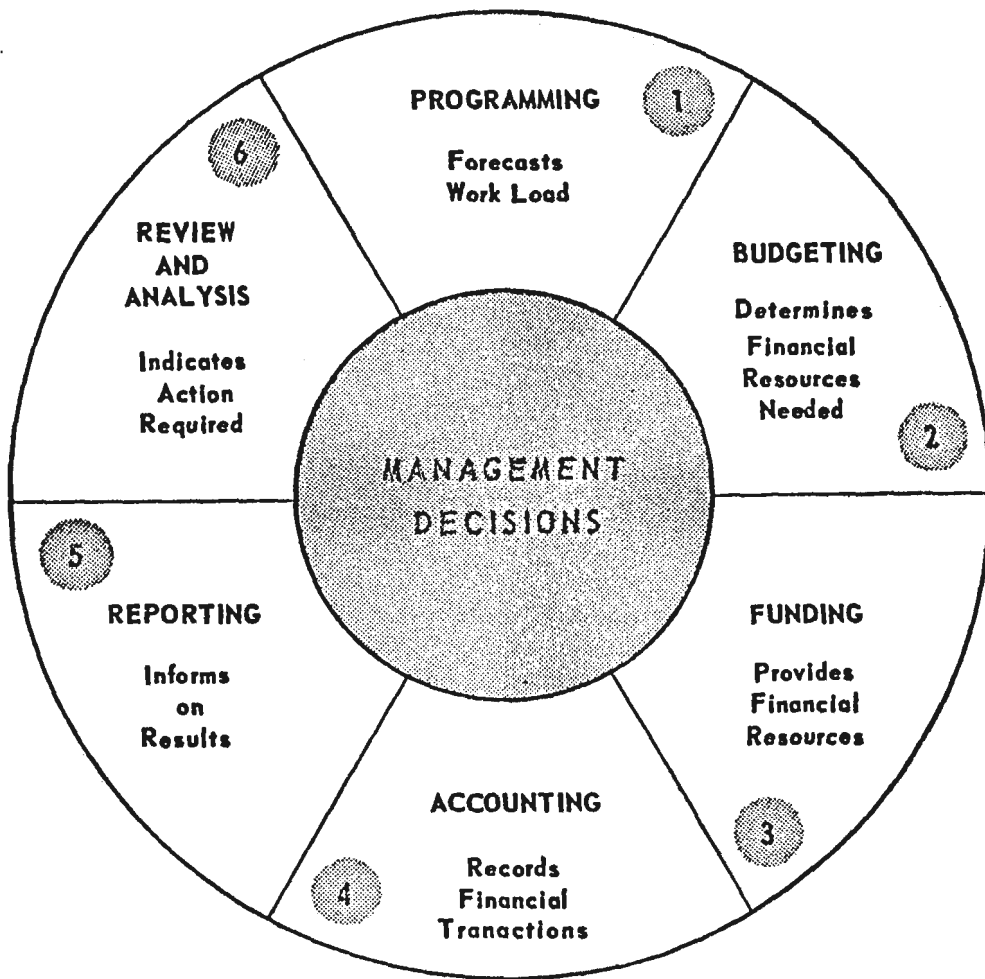 PROGRAMMING
1
Forecasts
Work Load
BUDGETING
Determines
Financial
Resources
Needed
2
FUNDING
Provides
Financial
Resources
3
ACCOUNTING
Records
Financial
Tranactions
4
5
REPORTING
Informs
on
Results
6
REVIEW
AND
ANALYSIS
Indicates
Action
Required
MANAGEMENT
DECISIONS